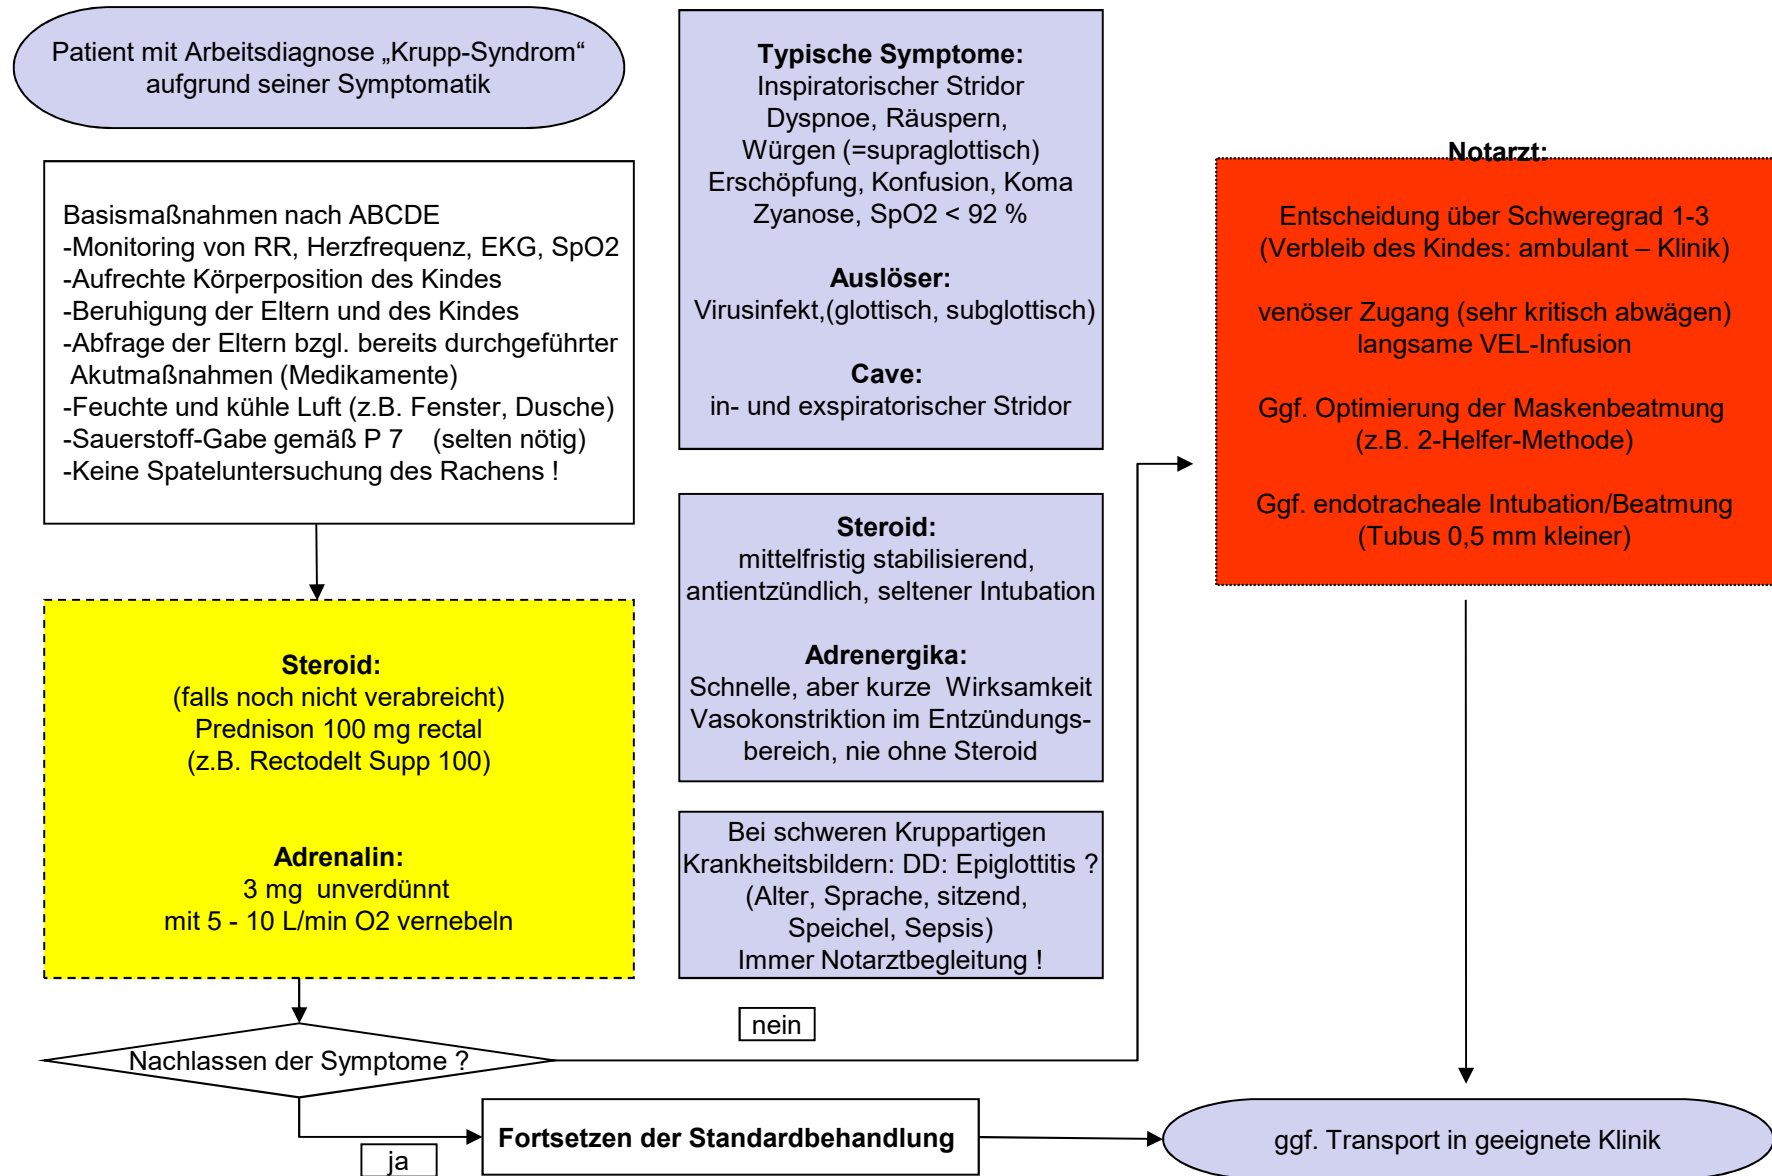 Patient mit Arbeitsdiagnose „Krupp-Syndrom“
aufgrund seiner Symptomatik
Basismaßnahmen nach ABCDE
-Monitoring von RR, Herzfrequenz, EKG, SpO2
-Aufrechte Körperposition des Kindes
-Beruhigung der Eltern und des Kindes
-Abfrage der Eltern bzgl. bereits durchgeführter
Akutmaßnahmen (Medikamente)
-Feuchte und kühle Luft (z.B. Fenster, Dusche)
-Sauerstoff-Gabe gemäß P 7 (selten nötig)
-Keine Spateluntersuchung des Rachens !
Steroid:
(falls noch nicht verabreicht)
Prednison 100 mg rectal
(z.B. Rectodelt Supp 100)
Adrenalin:
3 mg unverdünnt
mit 5 - 10 L/min O2 vernebeln
Nachlassen der Symptome ?
ja
nein
Fortsetzen der Standardbehandlung
Typische Symptome:
Inspiratorischer Stridor
Dyspnoe, Räuspern,
Würgen (=supraglottisch)
Erschöpfung, Konfusion, Koma
Zyanose, SpO2 < 92 %
Auslöser:
Virusinfekt,(glottisch, subglottisch)
Cave:
in- und exspiratorischer Stridor
Steroid:
mittelfristig stabilisierend,
antientzündlich, seltener Intubation
Adrenergika:
Schnelle, aber kurze Wirksamkeit
Vasokonstriktion im Entzündungs-
bereich, nie ohne Steroid
Bei schweren Kruppartigen
Krankheitsbildern: DD: Epiglottitis ?
(Alter, Sprache, sitzend,
Speichel, Sepsis)
Immer Notarztbegleitung !
Notarzt:
Entscheidung über Schweregrad 1-3
(Verbleib des Kindes: ambulant – Klinik)
venöser Zugang (sehr kritisch abwägen)
langsame VEL-Infusion
Ggf. Optimierung der Maskenbeatmung
(z.B. 2-Helfer-Methode)
Ggf. endotracheale Intubation/Beatmung
(Tubus 0,5 mm kleiner)
ggf. Transport in geeignete Klinik